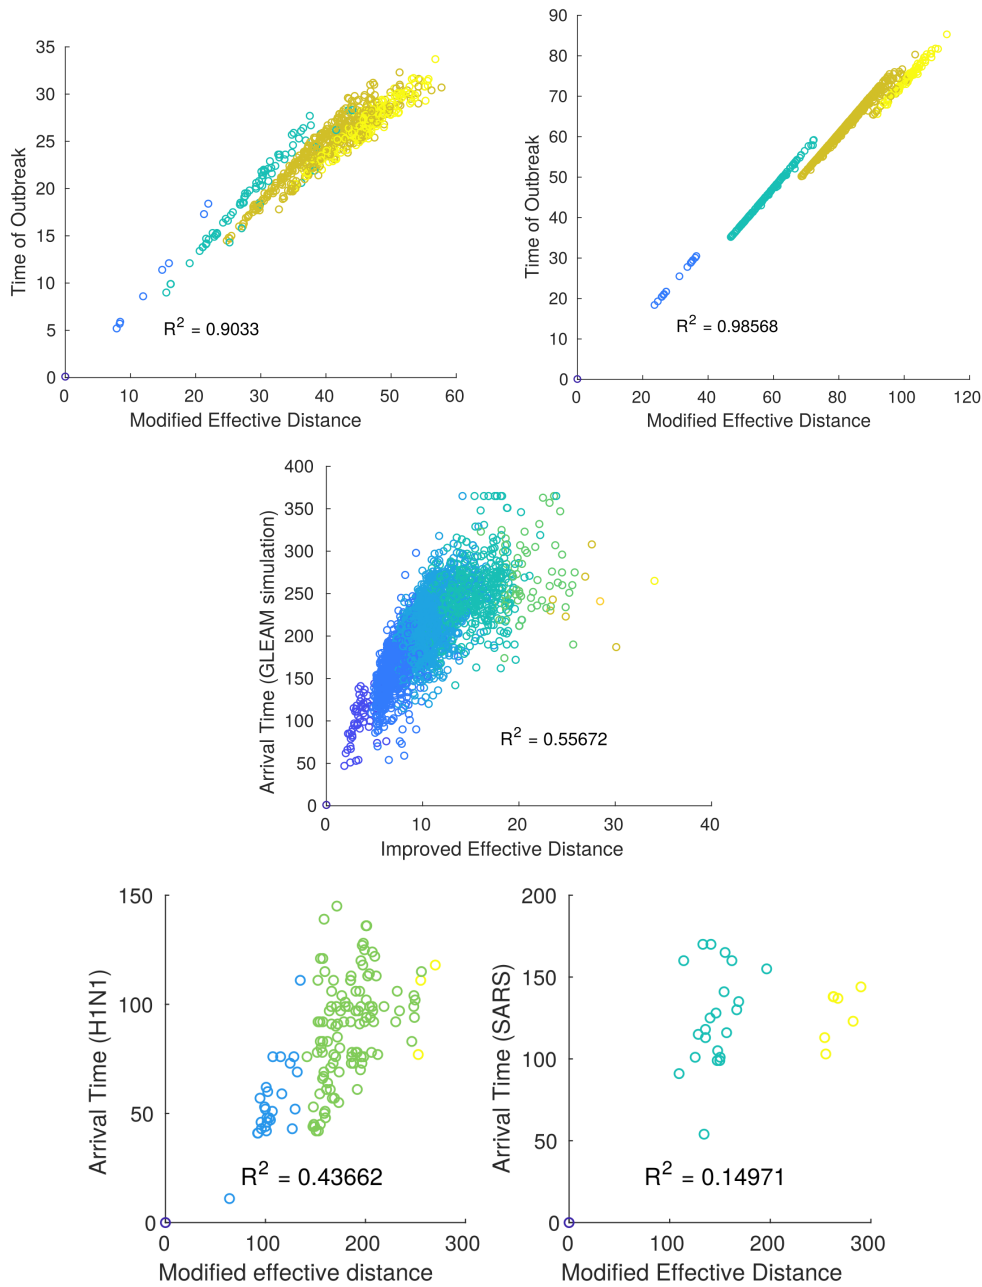 35
30
25
20
15
10
5
0
Time of Outbreak
R² = 0.9033
0 10 20 30 40 50 60
Modified Effective Distance
90
80
70
60
50
40
30
20
10
0
Time of Outbreak
R² = 0.98568
0 20 40 60 80 100 120
Modified Effective Distance
400
350
300
250
200
150
100
50
0
Arrival Time (GLEAM simulation)
R² = 0.55672
0 10 20 30 40
Improved Effective Distance
150
100
50
0
Arrival Time (H1N1)
R² = 0.43662
0 100 200 300
Modified effective distance
200
150
100
50
0
Arrival Time (SARS)
R² = 0.14971
0 100 200 300
Modified Effective Distance